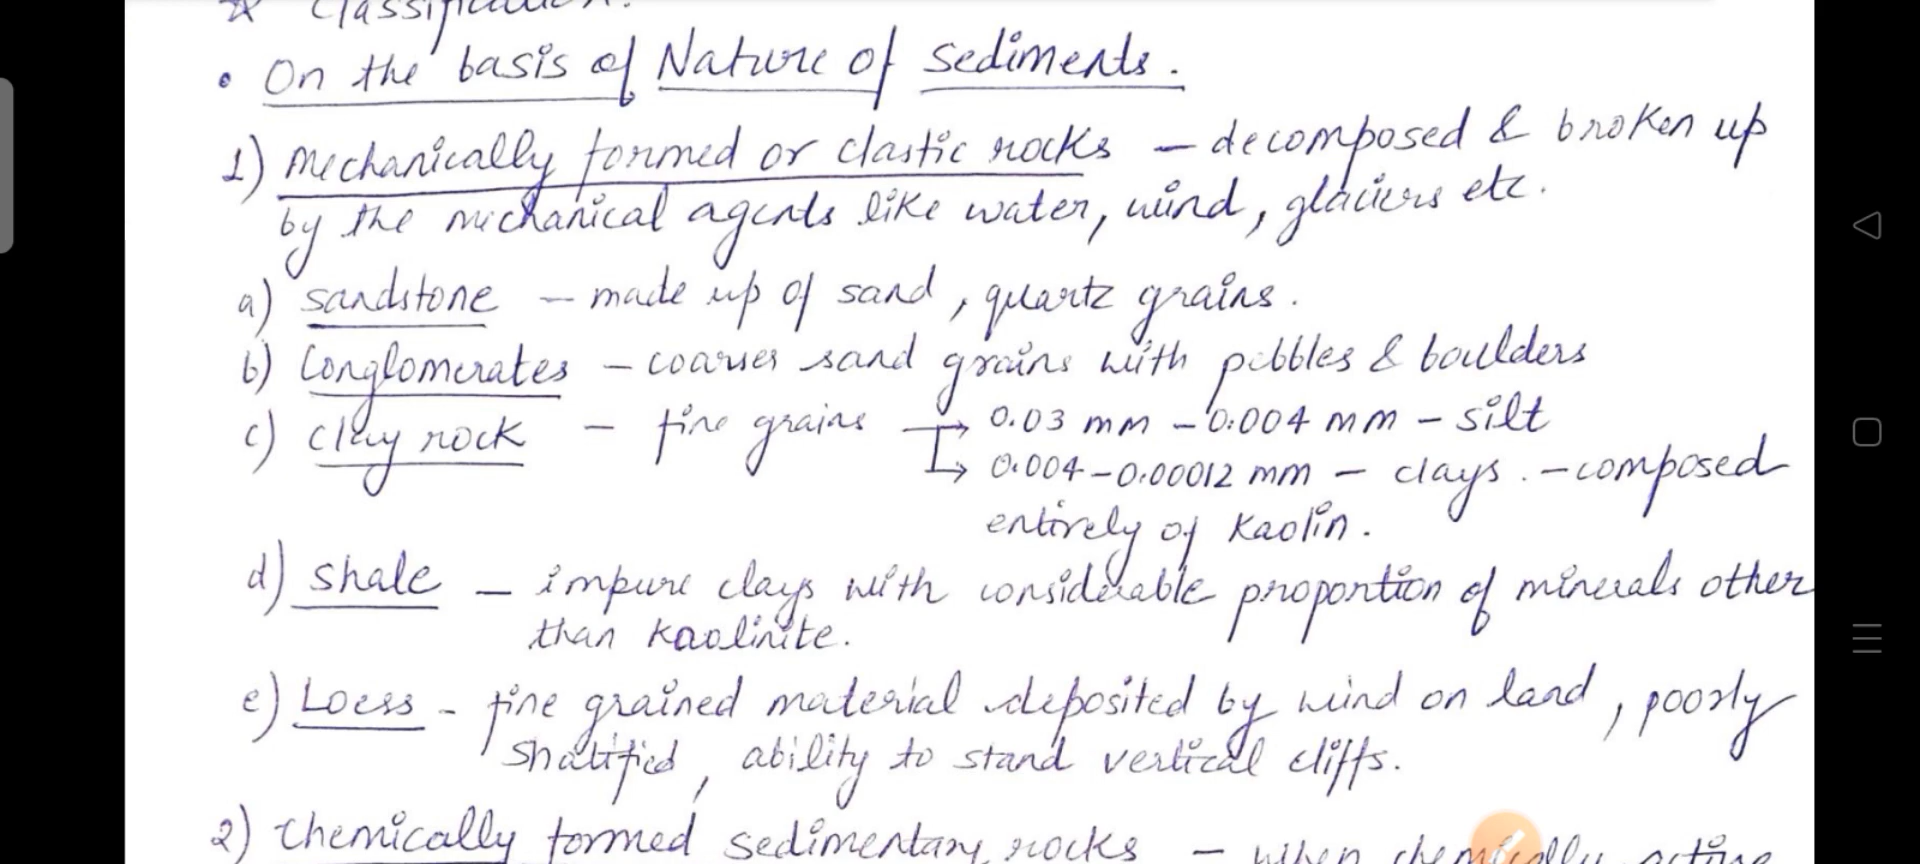 ☆ Classification.
• On the basis of Nature of sediments.
1) Mechanically formed or clastic rocks – decomposed & broken up
by the mechanical agents like water, wind, glaciers etc.
a) sandstone – made up of sand, quartz grains.
b) Conglomerates – coarser sand grains with pebbles & boulders
c) clay rock – fine grains → 0.03 mm – 0.004 mm – silt
↳ 0.004 – 0.00012 mm – clays. – composed
entirely of Kaolin.
d) shale – impure clays with considerable proportion of minerals other
than kaolinite.
e) Loess – fine grained material deposited by wind on land, poorly
stratified, ability to stand vertical cliffs.
2) Chemically formed sedimentary rocks – when chemically acting